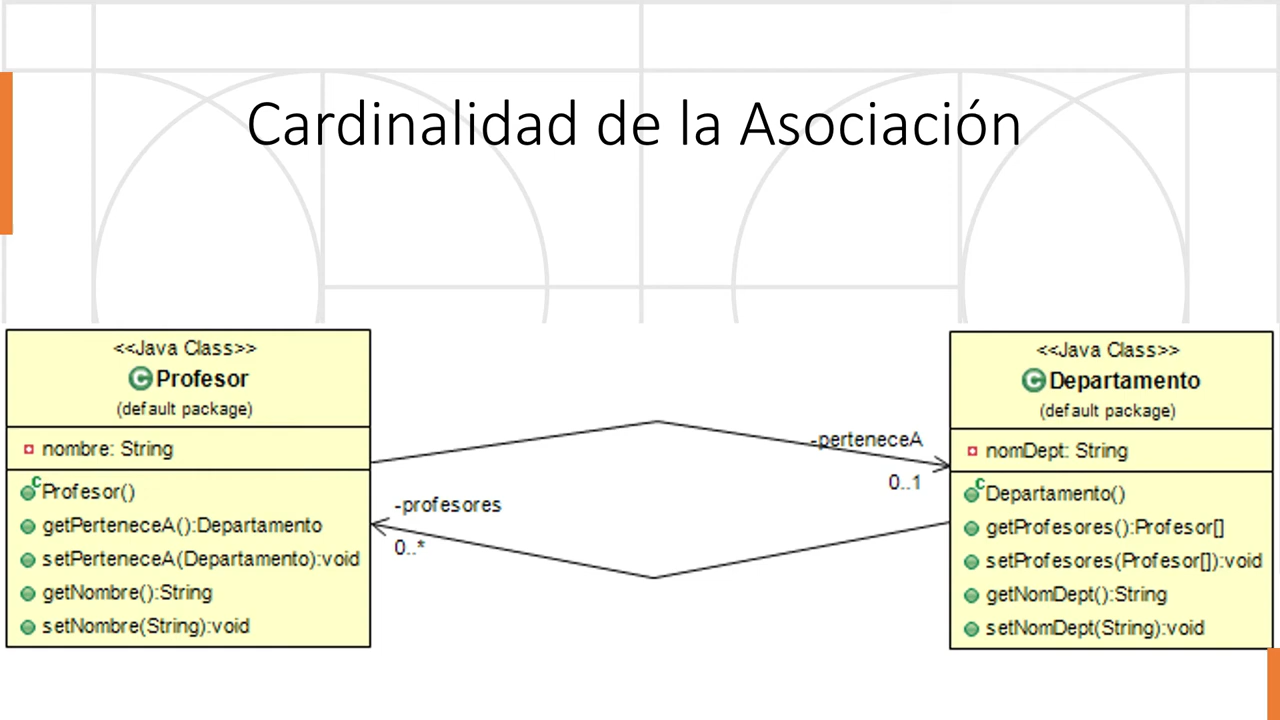 Cardinalidad de la Asociación
<<Java Class>>
Profesor
(default package)
nombre: String
Profesor()
getPerteneceA():Departamento
setPerteneceA(Departamento):void
getNombre():String
setNombre(String):void
-perteneceA
0..1
-profesores
0..*
<<Java Class>>
Departamento
(default package)
nomDept: String
Departamento()
getProfesores():Profesor[]
setProfesores(Profesor[]):void
getNomDept():String
setNomDept(String):void